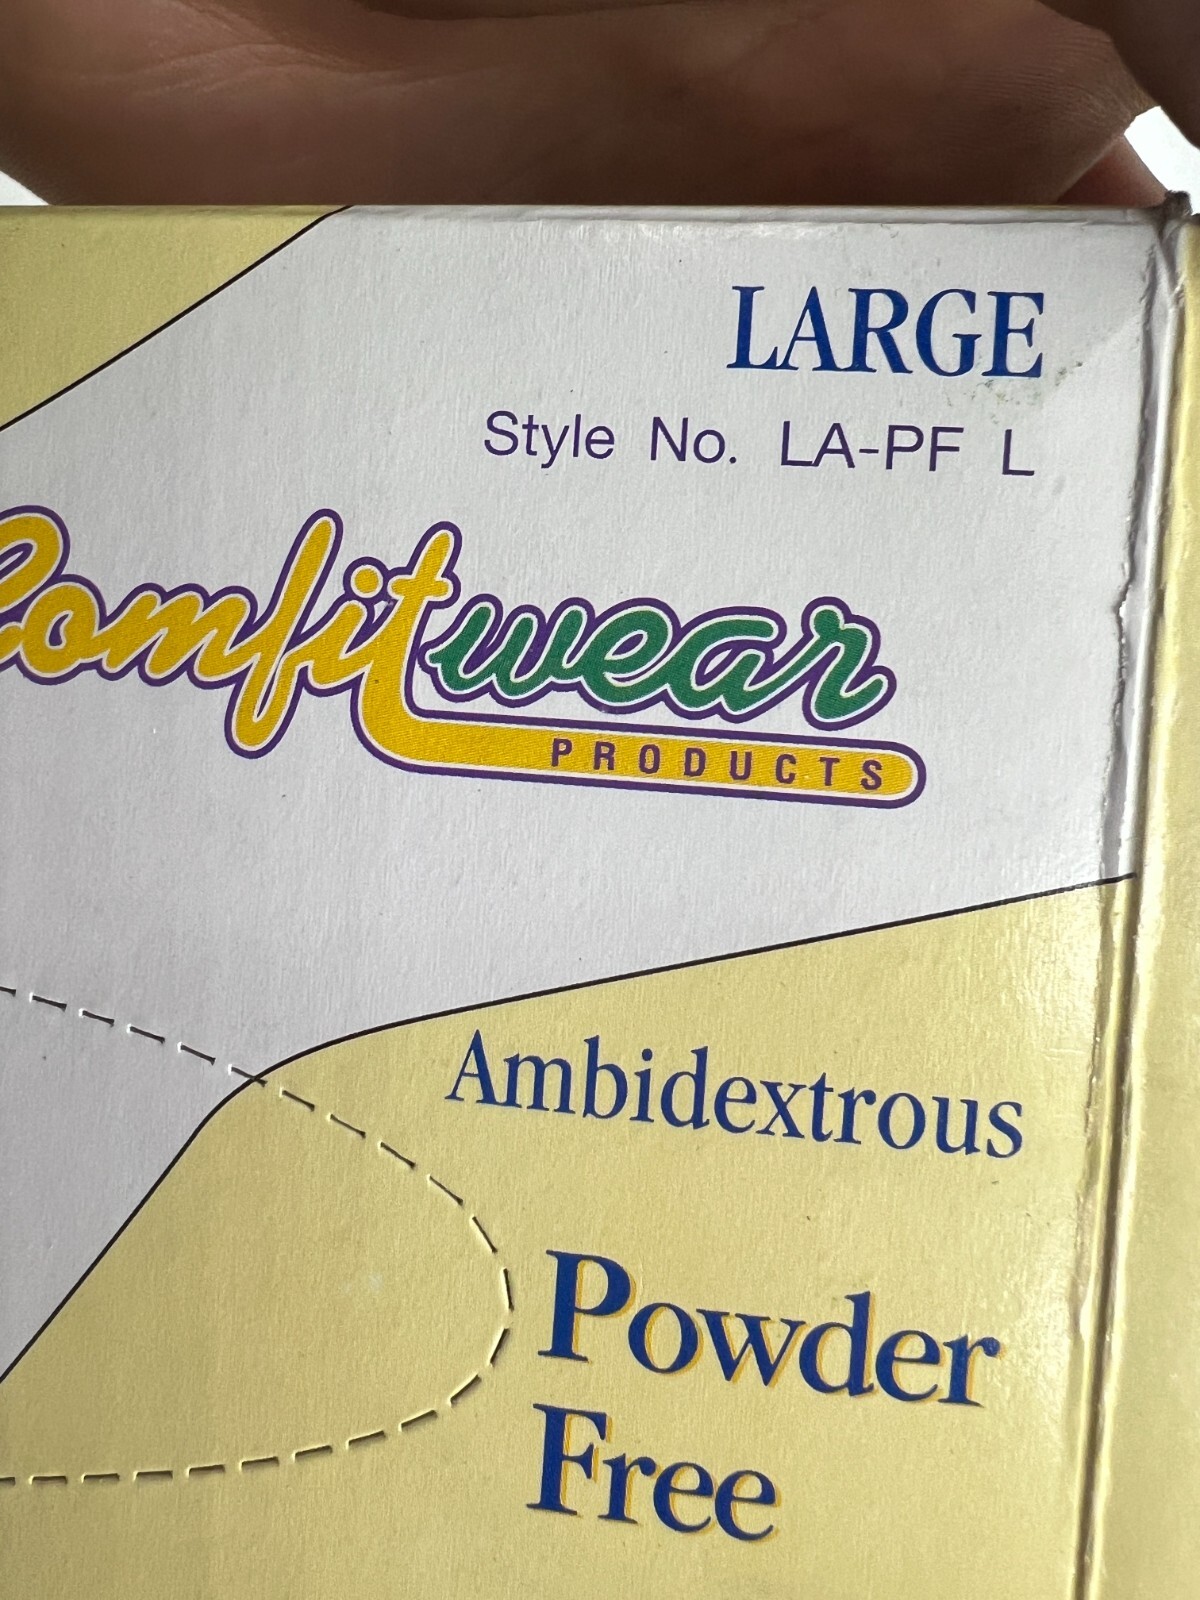 LARGE
Style No. LA-PF L
Comfitwear
PRODUCTS
Ambidextrous
Powder
Free